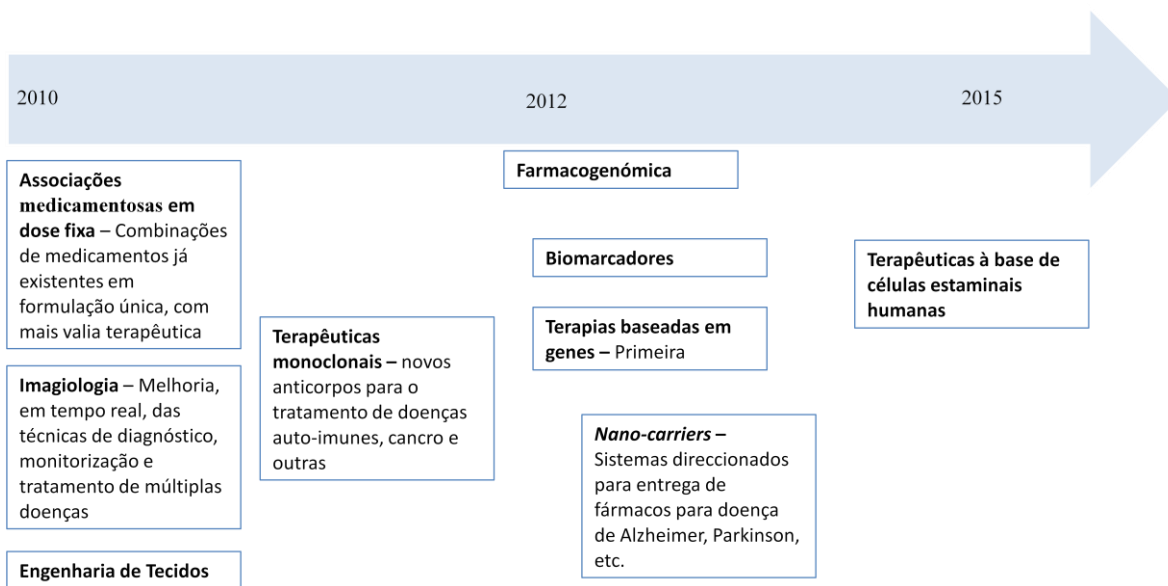 2010
2012
2015
Associações
medicamentosas em
dose fixa – Combinações
de medicamentos já
existentes em
formulação única, com
mais valia terapêutica
Imagiologia – Melhoria,
em tempo real, das
técnicas de diagnóstico,
monitorização e
tratamento de múltiplas
doenças
Engenharia de Tecidos
Terapêuticas
monoclonais – novos
anticorpos para o
tratamento de doenças
auto-imunes, cancro e
outras
Farmacogenómica
Biomarcadores
Terapias baseadas em
genes – Primeira
Nano-carriers –
Sistemas direccionados
para entrega de
fármacos para doença
de Alzheimer, Parkinson,
etc.
Terapêuticas à base de
células estaminais
humanas